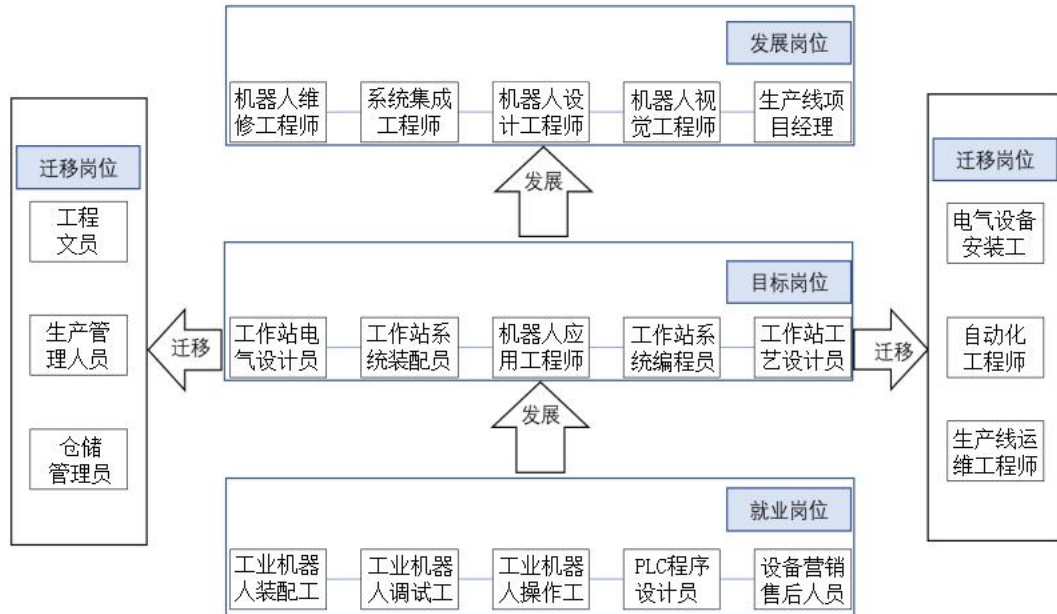 发展岗位
机器人维
修工程师
系统集成
工程师
机器人设
计工程师
机器人视
觉工程师
生产线项
目经理
发展
迁移岗位
工程
文员
生产管
理人员
仓储
管理员
迁移
目标岗位
工作站电
气设计员
工作站系
统装配员
机器人应
用工程师
工作站系
统编程员
工作站工
艺设计员
迁移
迁移岗位
电气设备
安装工
自动化
工程师
生产线运
维工程师
发展
就业岗位
工业机器
人装配工
工业机器
人调试工
工业机器
人操作工
PLC程序
设计员
设备营销
售后人员